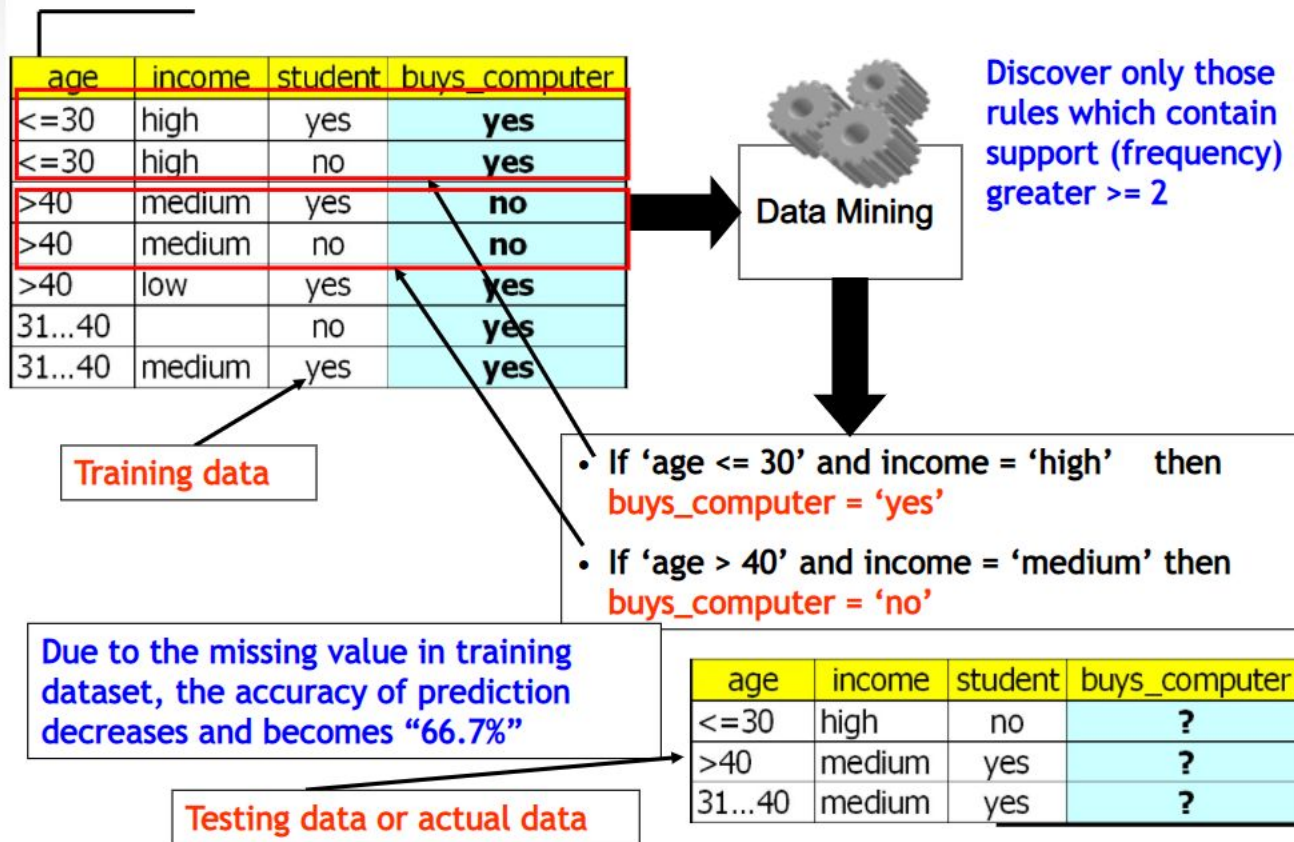 age income student buys_computer
<=30 high yes yes
<=30 high no yes
>40 medium yes no
>40 medium no no
>40 low yes yes
31...40 no yes
31...40 medium yes yes
Discover only those
rules which contain
support (frequency)
greater >= 2
Data Mining
Training data
• If ‘age <= 30’ and income = ‘high’ then
buys_computer = ‘yes’
• If ‘age > 40’ and income = ‘medium’ then
buys_computer = ‘no’
Due to the missing value in training
dataset, the accuracy of prediction
decreases and becomes “66.7%”
age income student buys_computer
<=30 high no ?
>40 medium yes ?
31...40 medium yes ?
Testing data or actual data